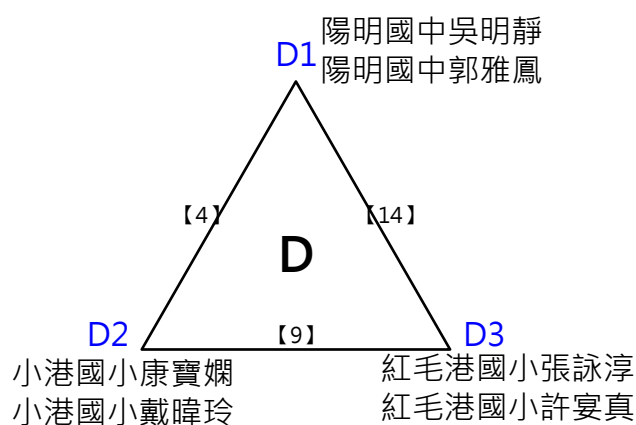 陽明國中吳明靜
D1
陽明國中郭雅鳳
【4】
【14】
D
【9】
D2
D3
小港國小康寶嫻
小港國小戴暐玲
紅毛港國小張詠淳
紅毛港國小許宴真